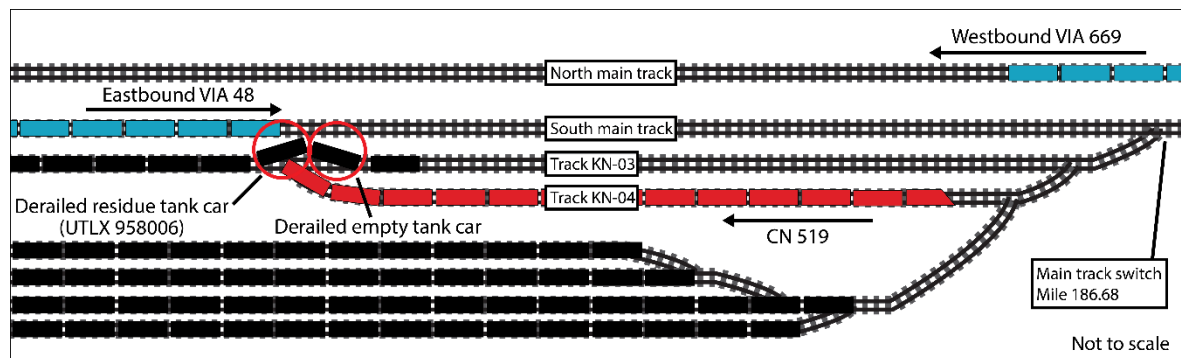 Westbound VIA 669
North main track
Eastbound VIA 48
South main track
Track KN-03
Derailed residue tank car
(UTLX 958006)
Derailed empty tank car
Track KN-04
CN 519
Main track switch
Mile 186.68
Not to scale